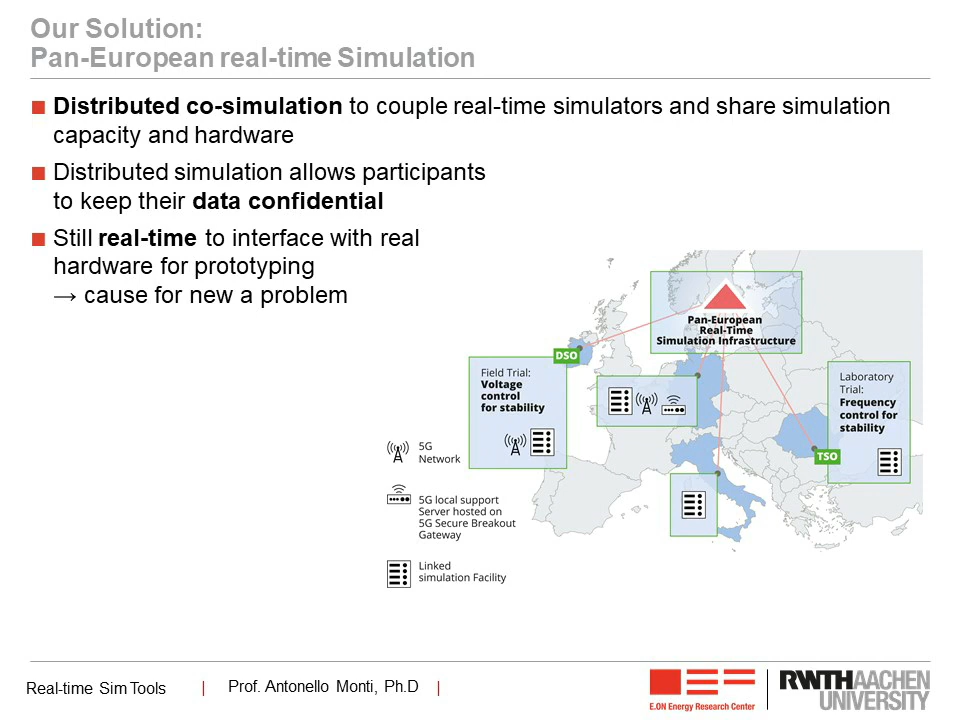 Our Solution:
Pan-European real-time Simulation
Distributed co-simulation to couple real-time simulators and share simulation
capacity and hardware
Distributed simulation allows participants
to keep their data confidential
Still real-time to interface with real
hardware for prototyping
→ cause for new a problem
Pan-European
Real-Time
Simulation Infrastructure
DSO
Field Trial:
Voltage
control
for stability
Laboratory
Trial:
Frequency
control for
stability
TSO
5G
Network
5G local support
Server hosted on
5G Secure Breakout
Gateway
Linked
simulation Facility
Real-time Sim Tools | Prof. Antonello Monti, Ph.D |
E.ON Energy Research Center
RWTHAACHEN
UNIVERSITY